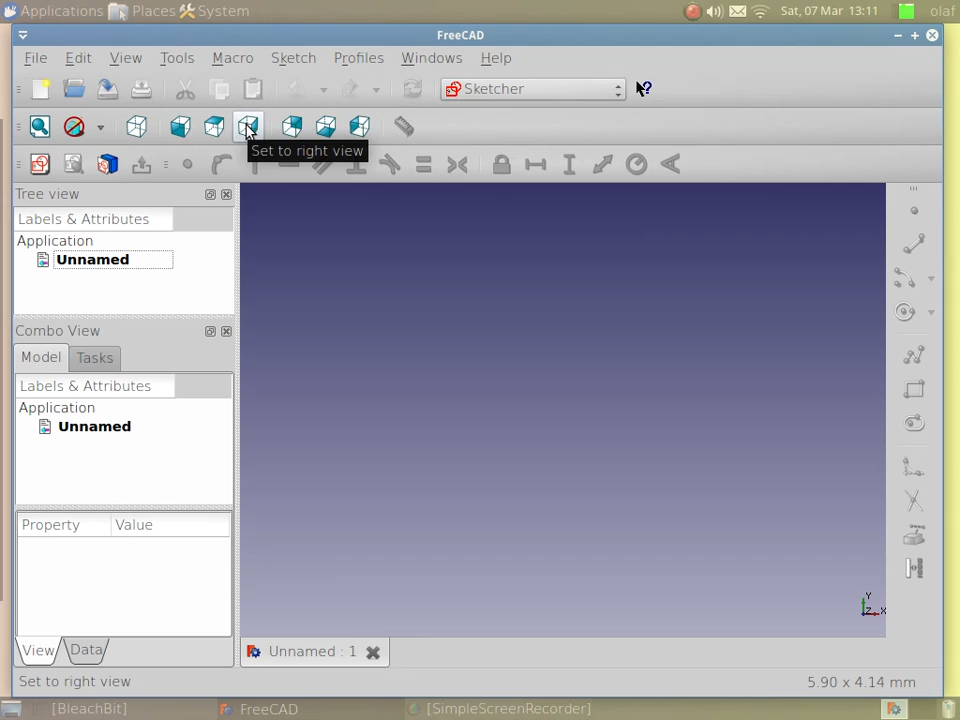 Applications Places System Sat, 07 Mar 13:11 olaf
FreeCAD
File Edit View Tools Macro Sketch Profiles Windows Help
Sketcher
Set to right view
Tree view
Labels & Attributes
Application
Unnamed
Combo View
Model Tasks
Labels & Attributes
Application
Unnamed
Property Value
Y
Z X
View Data
Unnamed : 1
Set to right view 5.90 x 4.14 mm
[BleachBit] FreeCAD [SimpleScreenRecorder]